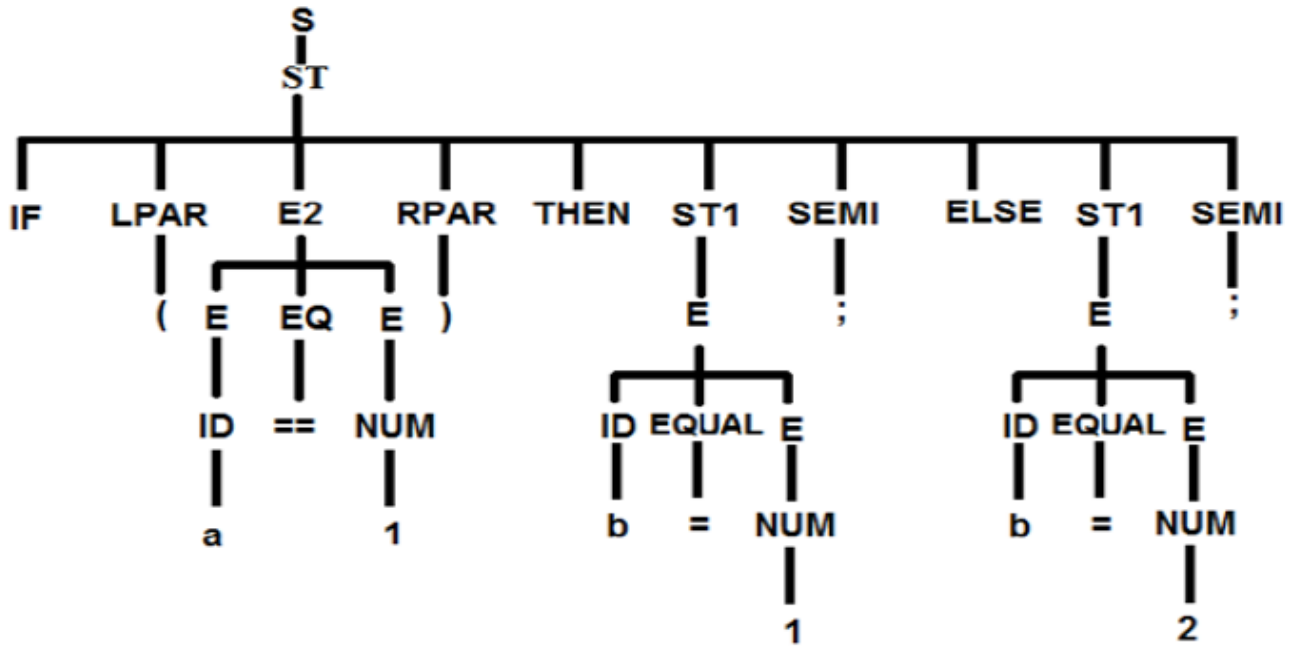 S
ST
IF LPAR E2 RPAR THEN ST1 SEMI ELSE ST1 SEMI
( E EQ E ) E ; E ;
ID == NUM ID EQUAL E ID EQUAL E
a 1 b = NUM b = NUM
1 2